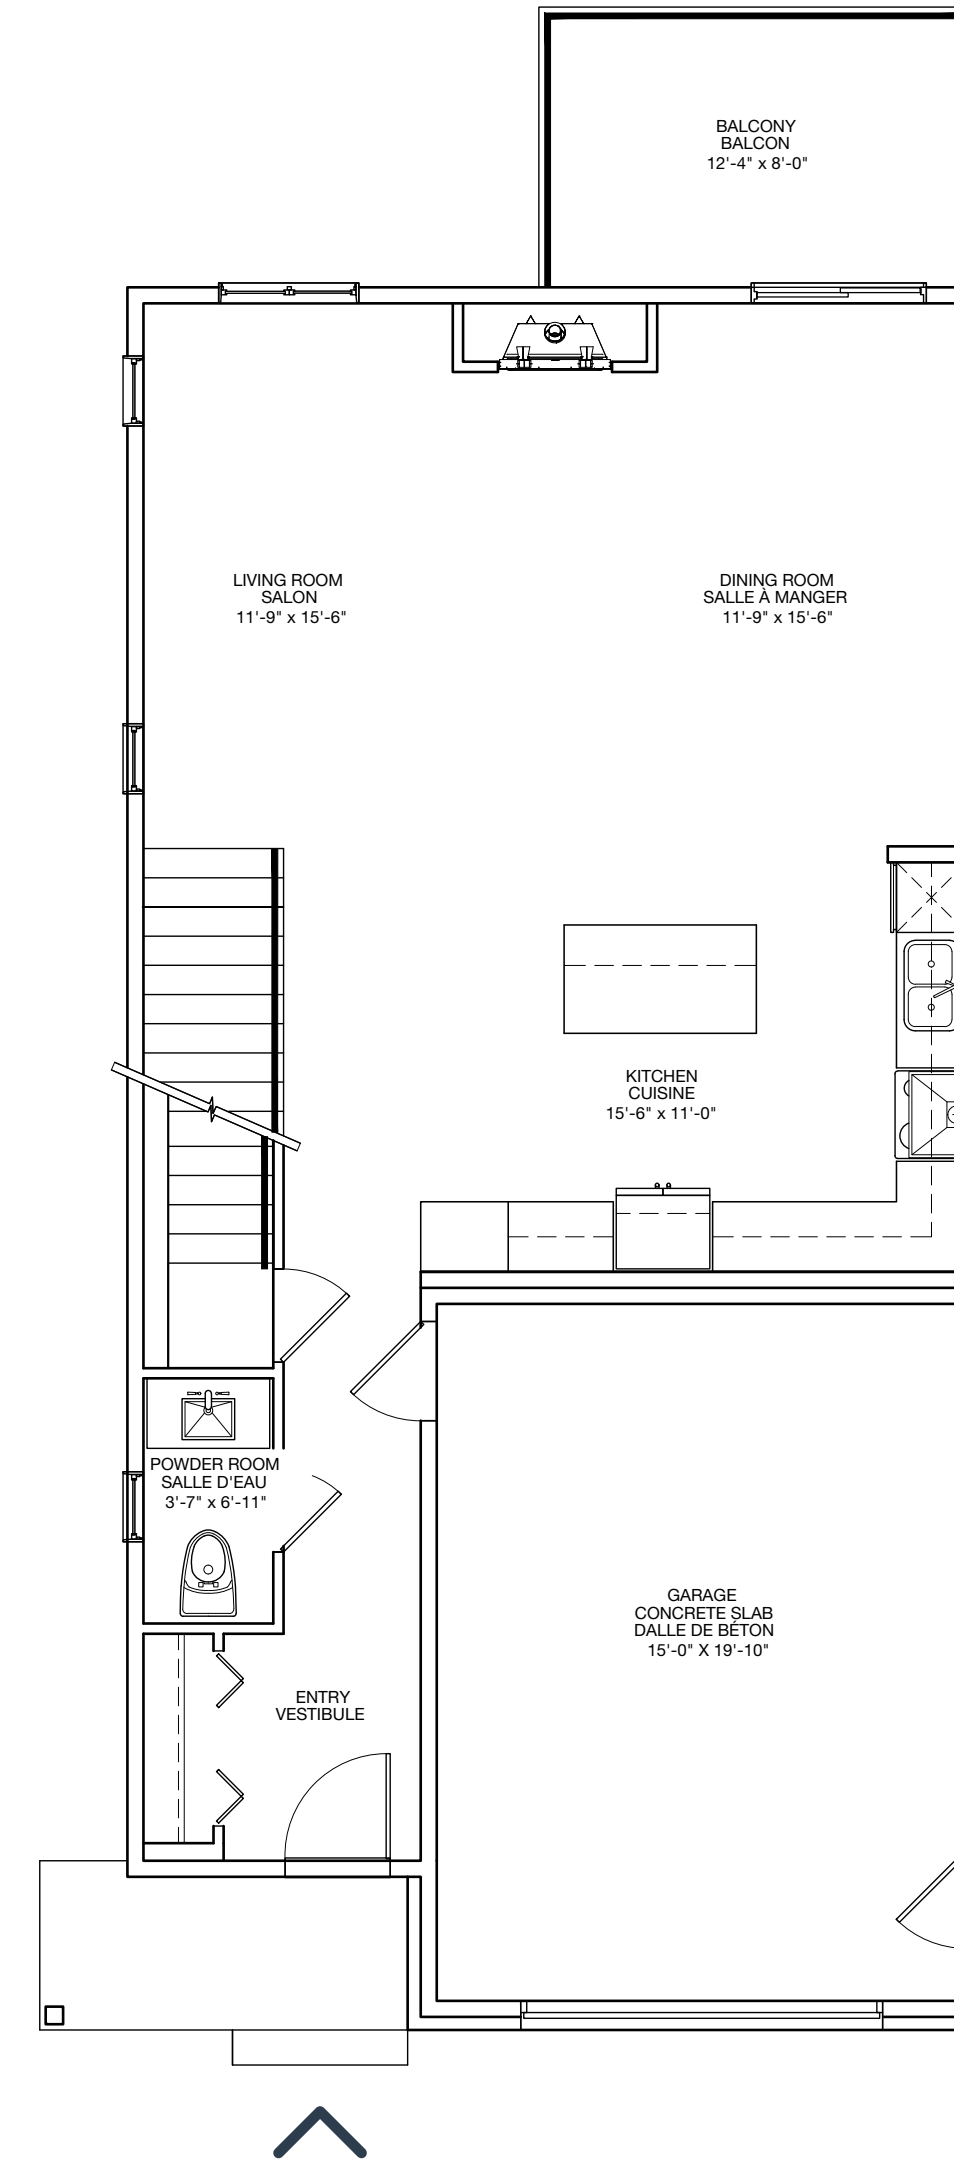 BALCONY
BALCON
12'-4" x 8'-0"
LIVING ROOM
SALON
11'-9" x 15'-6"
DINING ROOM
SALLE À MANGER
11'-9" x 15'-6"
KITCHEN
CUISINE
15'-6" x 11'-0"
POWDER ROOM
SALLE D'EAU
3'-7" x 6'-11"
GARAGE
CONCRETE SLAB
DALLE DE BÉTON
15'-0" X 19'-10"
ENTRY
VESTIBULE